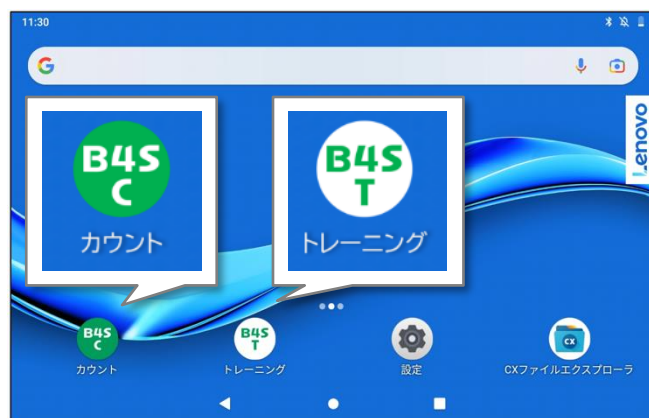 11:30
G
Lenovo
B4S
C
カウント
B4S
T
トレーニング
B4S
C
カウント
B4S
T
トレーニング
設定
CX
CXファイルエクスプローラ